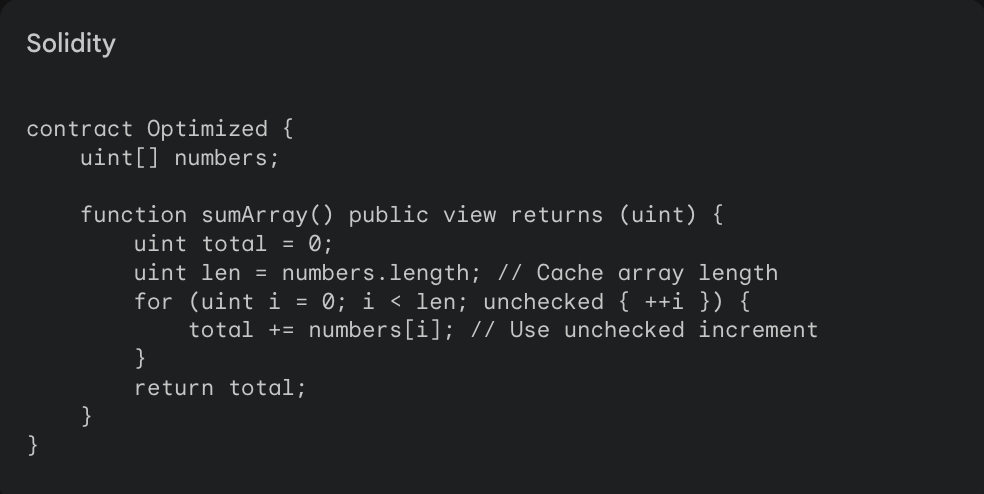 Solidity
contract Optimized {
    uint[] numbers;
    function sumArray() public view returns (uint) {
        uint total = 0;
        uint len = numbers.length; // Cache array length
        for (uint i = 0; i < len; unchecked { ++i }) {
            total += numbers[i]; // Use unchecked increment
        }
        return total;
    }
}